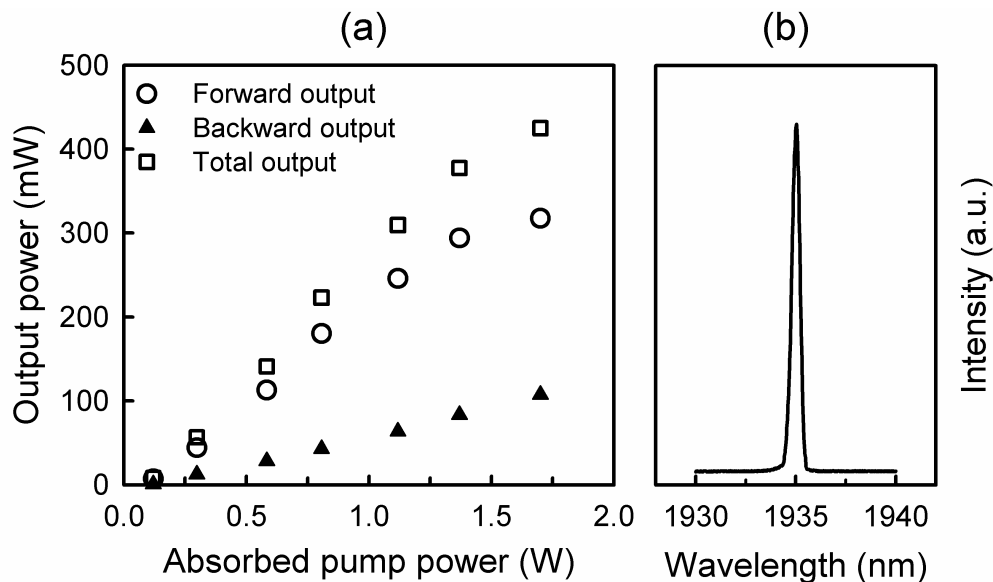 (a)
(b)
500
400
300
200
100
0
Output power (mW)
Forward output
Backward output
Total output
0.0 0.5 1.0 1.5 2.0
Absorbed pump power (W)
1930 1935 1940
Wavelength (nm)
Intensity (a.u.)